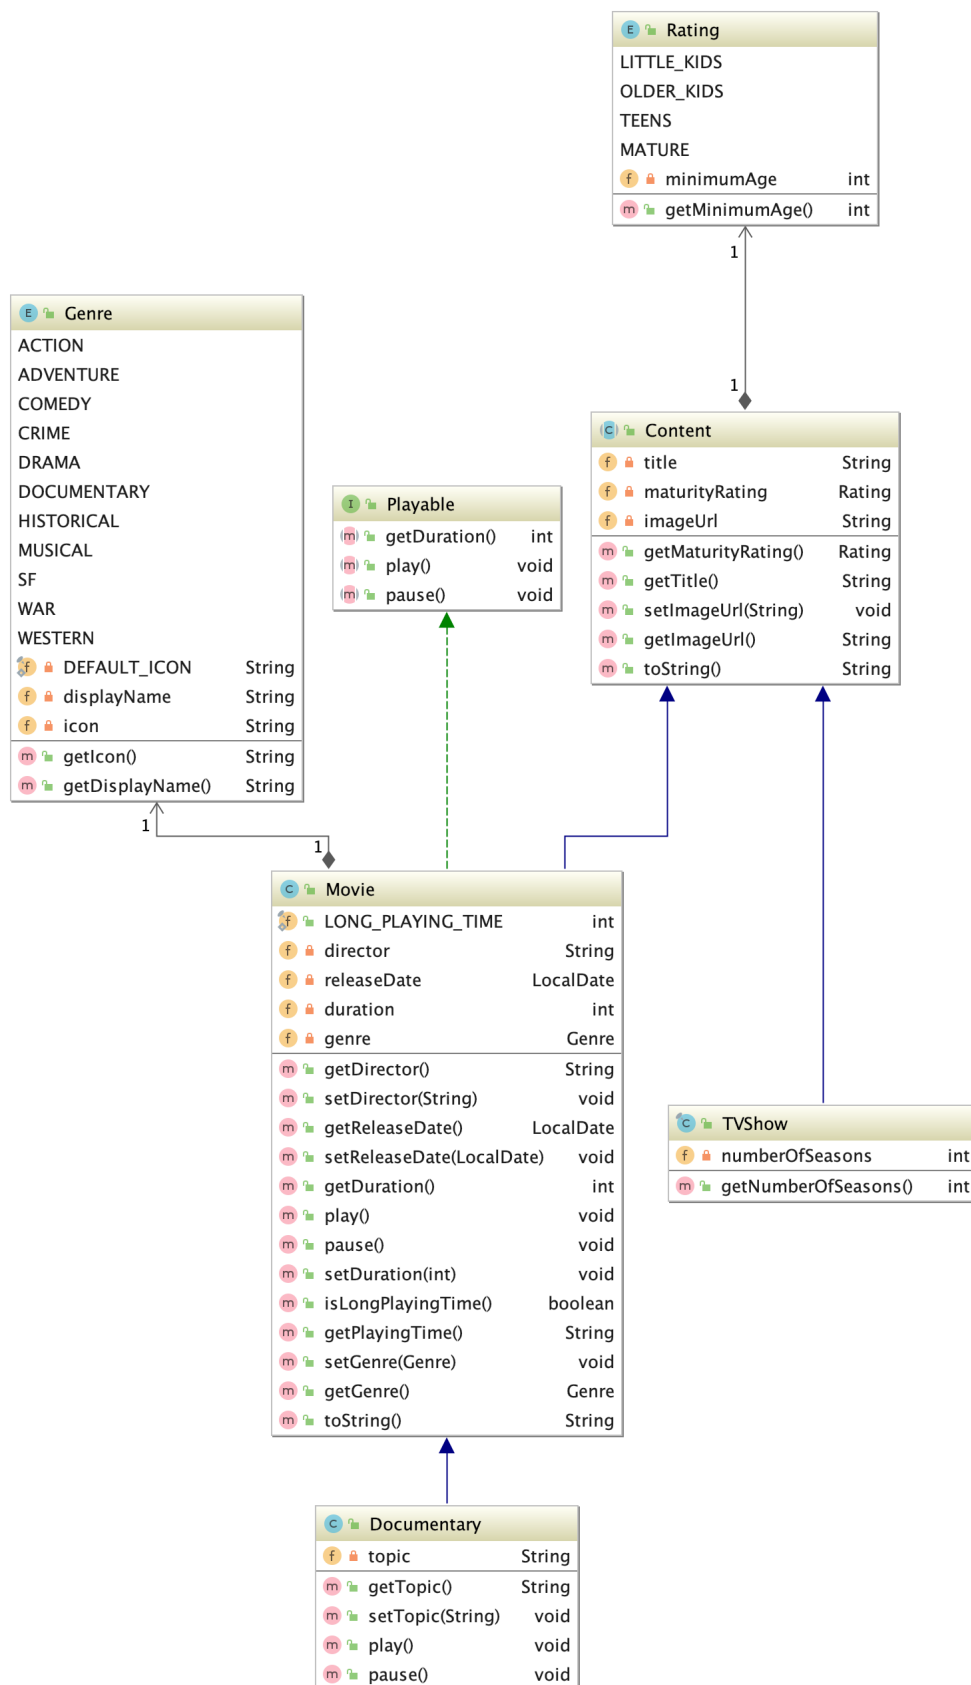 E Rating
LITTLE_KIDS
OLDER_KIDS
TEENS
MATURE
f minimumAge int
m getMinimumAge() int
1
1
E Genre
ACTION
ADVENTURE
COMEDY
CRIME
DRAMA
DOCUMENTARY
HISTORICAL
MUSICAL
SF
WAR
WESTERN
f DEFAULT_ICON String
f displayName String
f icon String
m getIcon() String
m getDisplayName() String
1
1
I Playable
m getDuration() int
m play() void
m pause() void
C Content
f title String
f maturityRating Rating
f imageUrl String
m getMaturityRating() Rating
m getTitle() String
m setImageUrl(String) void
m getImageUrl() String
m toString() String
C Movie
f LONG_PLAYING_TIME int
f director String
f releaseDate LocalDate
f duration int
f genre Genre
m getDirector() String
m setDirector(String) void
m getReleaseDate() LocalDate
m setReleaseDate(LocalDate) void
m getDuration() int
m play() void
m pause() void
m setDuration(int) void
m isLongPlayingTime() boolean
m getPlayingTime() String
m setGenre(Genre) void
m getGenre() Genre
m toString() String
C TVShow
f numberOfSeasons int
m getNumberOfSeasons() int
C Documentary
f topic String
m getTopic() String
m setTopic(String) void
m play() void
m pause() void